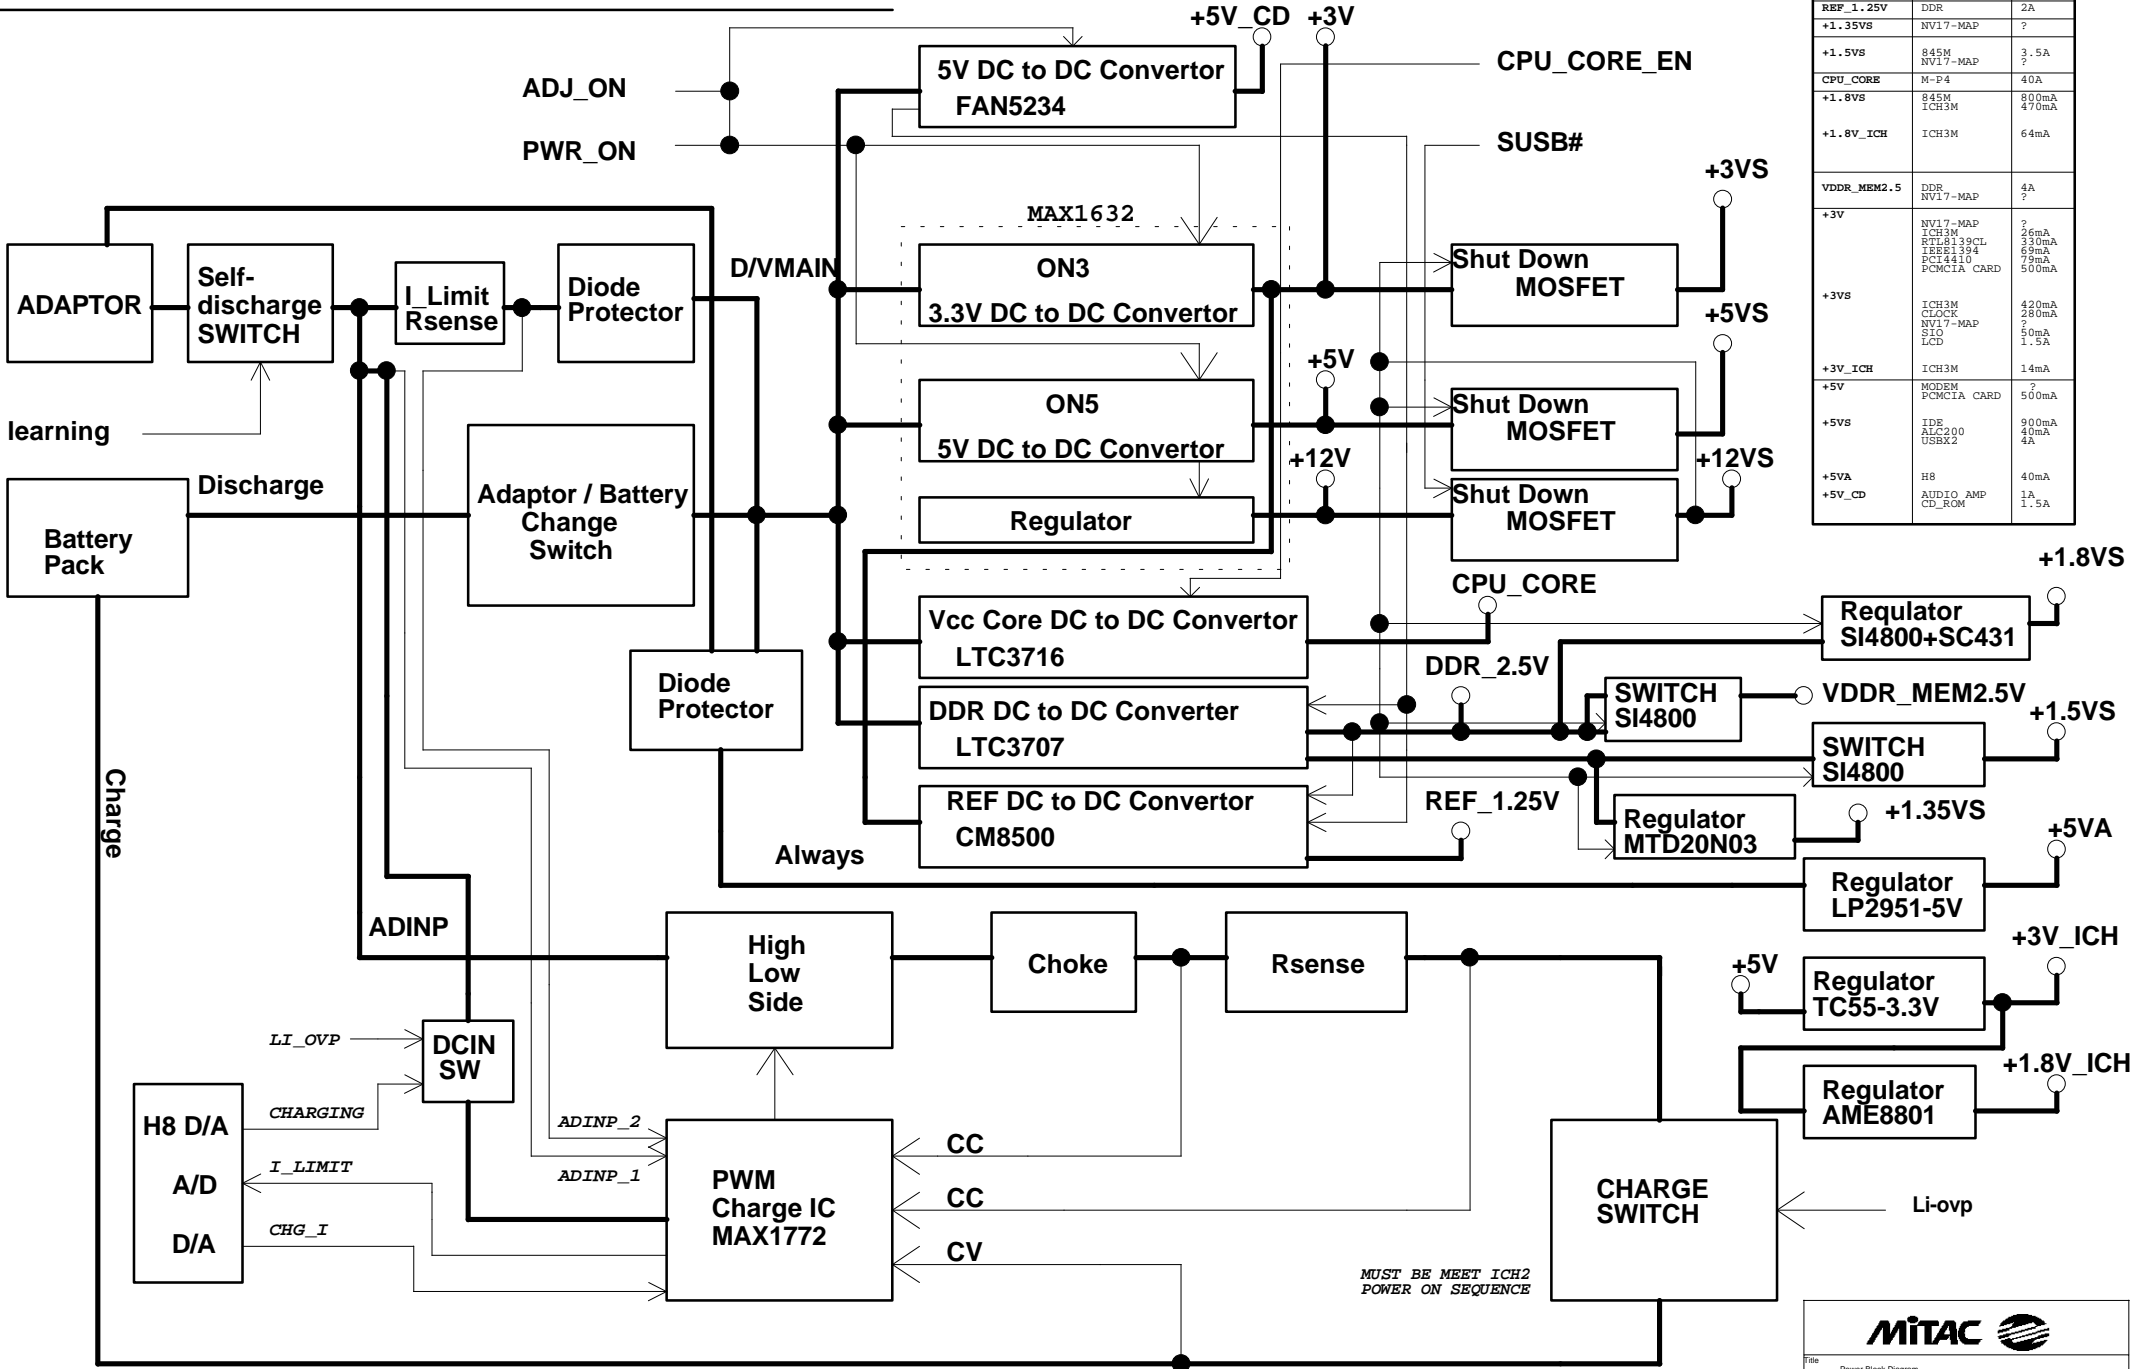 +5V_CD
+3V
ADJ_ON
PWR_ON
5V DC to DC Convertor
FAN5234
CPU_CORE_EN
SUSB#
+3VS
MAX1632
ADAPTOR
Self-
discharge
SWITCH
I_Limit
Rsense
Diode
Protector
D/VMAIN
ON3
3.3V DC to DC Convertor
Shut Down
MOSFET
+5VS
+5V
ON5
5V DC to DC Convertor
Shut Down
MOSFET
learning
Discharge
Battery
Pack
Adaptor / Battery
Change
Switch
+12V
+12VS
Regulator
Shut Down
MOSFET
CPU_CORE
Vcc Core DC to DC Convertor
LTC3716
Diode
Protector
DDR_2.5V
DDR DC to DC Converter
LTC3707
REF DC to DC Convertor
CM8500
REF_1.25V
+1.8VS
Requlator
SI4800+SC431
SWITCH
SI4800
VDDR_MEM2.5V
+1.5VS
SWITCH
SI4800
Regulator
MTD20N03
+1.35VS
+5VA
Regulator
LP2951-5V
Always
Charge
ADINP
High
Low
Side
Choke
Rsense
+5V
+3V_ICH
Regulator
TC55-3.3V
+1.8V_ICH
Regulator
AME8801
LI_OVP
DCIN
SW
H8 D/A
A/D
D/A
CHARGING
I_LIMIT
CHG_I
ADINP_2
ADINP_1
PWM
Charge IC
MAX1772
CC
CC
CV
CHARGE
SWITCH
Li-ovp
MUST BE MEET ICH2
POWER ON SEQUENCE
REF_1.25V DDR 2A
+1.35VS NV17-MAP ?
+1.5VS 845M 3.5A
NV17-MAP ?
CPU_CORE M-P4 40A
+1.8VS 845M 800mA
ICH3M 470mA
+1.8V_ICH ICH3M 64mA
VDDR_MEM2.5 DDR 4A
NV17-MAP ?
+3V
NV17-MAP ?
ICH3M 26mA
RTL8139CL 330mA
IEEE1394 69mA
PCI4410 79mA
PCMCIA CARD 500mA
+3VS
ICH3M 420mA
CLOCK 280mA
NV17-MAP ?
SIO 50mA
LCD 1.5A
+3V_ICH ICH3M 14mA
+5V MODEM ?
PCMCIA CARD 500mA
+5VS IDE 900mA
ALC200 40mA
USBX2 4A
+5VA H8 40mA
+5V_CD AUDIO AMP 1A
CD_ROM 1.5A
MiTAC
Title
Power Block Diagram